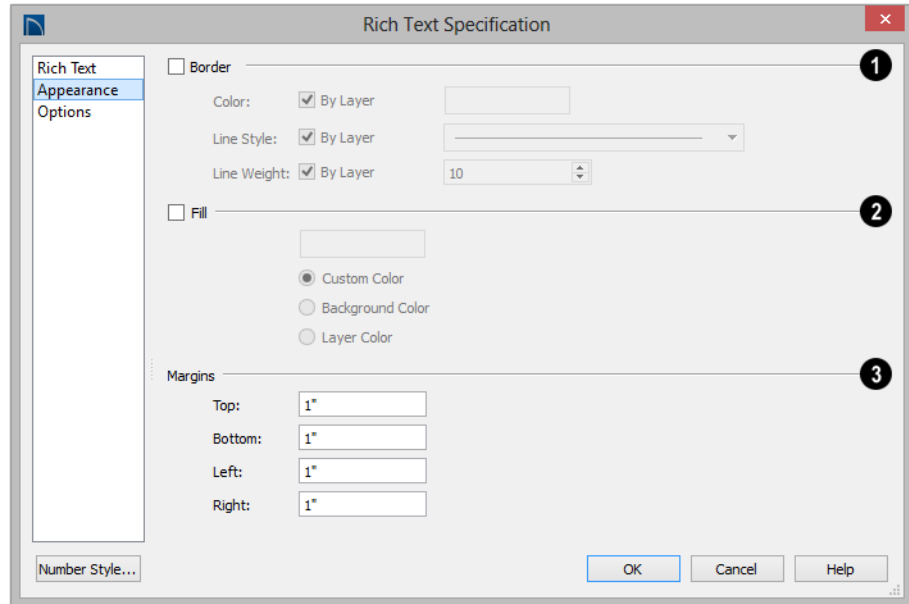 Rich Text Specification
Rich Text
Appearance
Options
Border 1
Color: By Layer
Line Style: By Layer
Line Weight: By Layer 10
Fill 2
Custom Color
Background Color
Layer Color
Margins 3
Top: 1"
Bottom: 1"
Left: 1"
Right: 1"
Number Style... OK Cancel Help